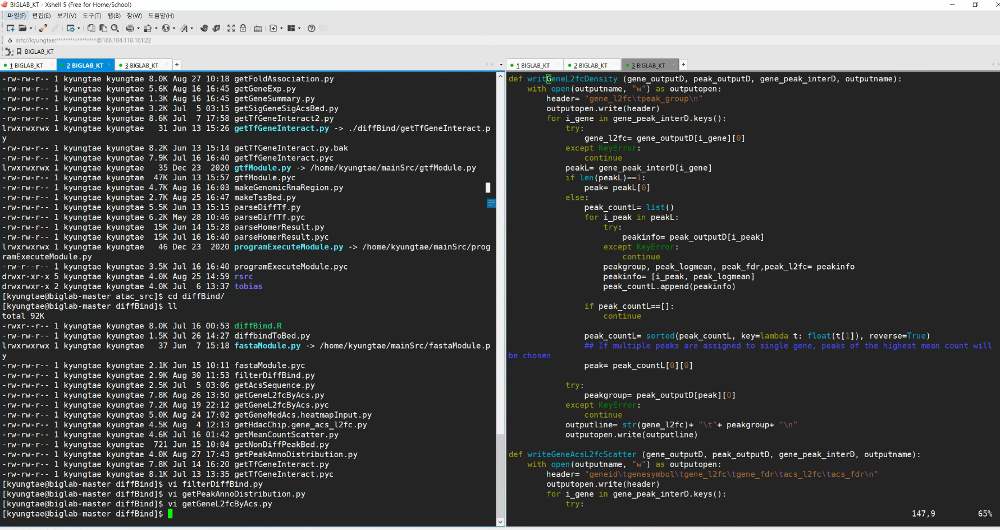 BIGLAB_KT - Xshell 5 (Free for Home/School)
파일(F) 편집(E) 보기(V) 도구(T) 탭(B) 창(W) 도움말(H)
ssh://kyungtae:*****************@166.104.118.161:22
BIGLAB_KT
1 BIGLAB_KT 2 BIGLAB_KT 3 BIGLAB_KT +
-rw-rw-r-- 1 kyungtae kyungtae 8.0K Aug 27 10:18 getFoldAssociation.py
-rw-rw-r-- 1 kyungtae kyungtae 5.6K Aug 16 16:45 getGeneExp.py
-rw-rw-r-- 1 kyungtae kyungtae 1.3K Aug 16 16:45 getGeneSummary.py
-rw-rw-r-- 1 kyungtae kyungtae 3.2K Jul  5 03:15 getSigGeneSigAcsBed.py
-rw-rw-r-- 1 kyungtae kyungtae 8.6K Jul  7 17:58 getTfGeneInteract2.py
lrwxrwxrwx 1 kyungtae kyungtae   31 Jun 13 15:26 getTfGeneInteract.py -> ./diffBind/getTfGeneInteract.p
y
-rw-rw-r-- 1 kyungtae kyungtae 8.2K Jun 13 15:14 getTfGeneInteract.py.bak
-rw-rw-r-- 1 kyungtae kyungtae 7.9K Jul 16 16:40 getTfGeneInteract.pyc
lrwxrwxrwx 1 kyungtae kyungtae   35 Dec 23  2020 gtfModule.py -> /home/kyungtae/mainSrc/gtfModule.py
-rw-rw-r-- 1 kyungtae kyungtae  47K Jun 13 15:57 gtfModule.pyc
-rw-rw-r-- 1 kyungtae kyungtae 4.7K Aug 16 16:03 makeGenomicRnaRegion.py
-rw-rw-r-- 1 kyungtae kyungtae 2.7K Aug 25 16:47 makeTssBed.py
-rw-rw-r-- 1 kyungtae kyungtae 5.5K Jun 13 15:15 parseDiffTf.py
-rw-rw-r-- 1 kyungtae kyungtae 6.2K May 28 10:46 parseDiffTf.pyc
-rw-rw-r-- 1 kyungtae kyungtae  15K Jun 14 15:28 parseHomerResult.py
-rw-rw-r-- 1 kyungtae kyungtae  15K Jul 16 16:40 parseHomerResult.pyc
lrwxrwxrwx 1 kyungtae kyungtae   46 Dec 23  2020 programExecuteModule.py -> /home/kyungtae/mainSrc/prog
ramExecuteModule.py
-rw-r--r-- 1 kyungtae kyungtae 3.5K Jul 16 16:40 programExecuteModule.pyc
drwxr-xr-x 5 kyungtae kyungtae 4.0K Aug 25 14:59 rsrc
drwxrwxr-x 2 kyungtae kyungtae 4.0K Jul  6 13:37 tobias
[kyungtae@biglab-master atac_src]$ cd diffBind/
[kyungtae@biglab-master diffBind]$ ll
total 92K
-rwxr--r-- 1 kyungtae kyungtae 8.0K Jul 16 00:53 diffBind.R
-rw-rw-r-- 1 kyungtae kyungtae 1.5K Jul 26 14:27 diffbindToBed.py
lrwxrwxrwx 1 kyungtae kyungtae   37 Jun  7 15:18 fastaModule.py -> /home/kyungtae/mainSrc/fastaModule.p
y
-rw-rw-r-- 1 kyungtae kyungtae 2.1K Jun 15 10:11 fastaModule.pyc
-rw-rw-r-- 1 kyungtae kyungtae 2.9K Aug 30 11:53 filterDiffBind.py
-rw-rw-r-- 1 kyungtae kyungtae 2.5K Jul  5 03:06 getAcsSequence.py
-rw-rw-r-- 1 kyungtae kyungtae 7.8K Aug 26 13:50 getGeneL2fcByAcs.py
-rw-rw-r-- 1 kyungtae kyungtae 7.2K Aug 19 22:12 getGeneL2fcByAcs.pyc
-rw-rw-r-- 1 kyungtae kyungtae 5.0K Aug 24 17:02 getGeneMedAcs.heatmapInput.py
-rw-rw-r-- 1 kyungtae kyungtae 4.5K Aug  4 12:13 getHdacChip.gene_acs_l2fc.py
-rw-rw-r-- 1 kyungtae kyungtae 4.6K Jul 16 01:42 getMeanCountScatter.py
-rw-rw-r-- 1 kyungtae kyungtae  721 Jun 15 10:04 getNonDiffPeakBed.py
-rw-rw-r-- 1 kyungtae kyungtae 4.0K Aug 27 17:43 getPeakAnnoDistribution.py
-rw-rw-r-- 1 kyungtae kyungtae 7.8K Jul 14 16:20 getTfGeneInteract.py
-rw-rw-r-- 1 kyungtae kyungtae 8.1K Jul 13 13:35 getTfGeneInteract.pyc
[kyungtae@biglab-master diffBind]$ vi filterDiffBind.py
[kyungtae@biglab-master diffBind]$ vi getPeakAnnoDistribution.py
[kyungtae@biglab-master diffBind]$ vi getGeneL2fcByAcs.py
[kyungtae@biglab-master diffBind]$
1 BIGLAB_KT 2 BIGLAB_KT 3 BIGLAB_KT +
def writGeneL2fcDensity (gene_outputD, peak_outputD, gene_peak_interD, outputname):
    with open(outputname, "w") as outputopen:
        header= "gene_l2fc\tpeak_group\n"
        outputopen.write(header)
        for i_gene in gene_peak_interD.keys():
            try:
                gene_l2fc= gene_outputD[i_gene][0]
            except KeyError:
                continue
            peakL= gene_peak_interD[i_gene]
            if len(peakL)==1:
                peak= peakL[0]
            else:
                peak_countL= list()
                for i_peak in peakL:
                    try:
                        peakinfo= peak_outputD[i_peak]
                    except KeyError:
                        continue
                    peakgroup, peak_logmean, peak_fdr,peak_l2fc= peakinfo
                    peakinfo= [i_peak, peak_logmean]
                    peak_countL.append(peakinfo)
                if peak_countL==[]:
                    continue
                peak_countL= sorted(peak_countL, key=lambda t: float(t[1]), reverse=True)
                ## If multiple peaks are assigned to single gene, peaks of the highest mean count will
be chosen
                peak= peak_countL[0][0]
            try:
                peakgroup= peak_outputD[peak][0]
            except KeyError:
                continue
            outputline= str(gene_l2fc)+ "\t"+ peakgroup+ "\n"
            outputopen.write(outputline)
def writeGeneAcsL2fcScatter (gene_outputD, peak_outputD, gene_peak_interD, outputname):
    with open(outputname, "w") as outputopen:
        header= "geneid\tgenesymbol\tgene_l2fc\tgene_fdr\tacs_l2fc\tacs_fdr\n"
        outputopen.write(header)
        for i_gene in gene_peak_interD.keys():
            try:
147,9 65%